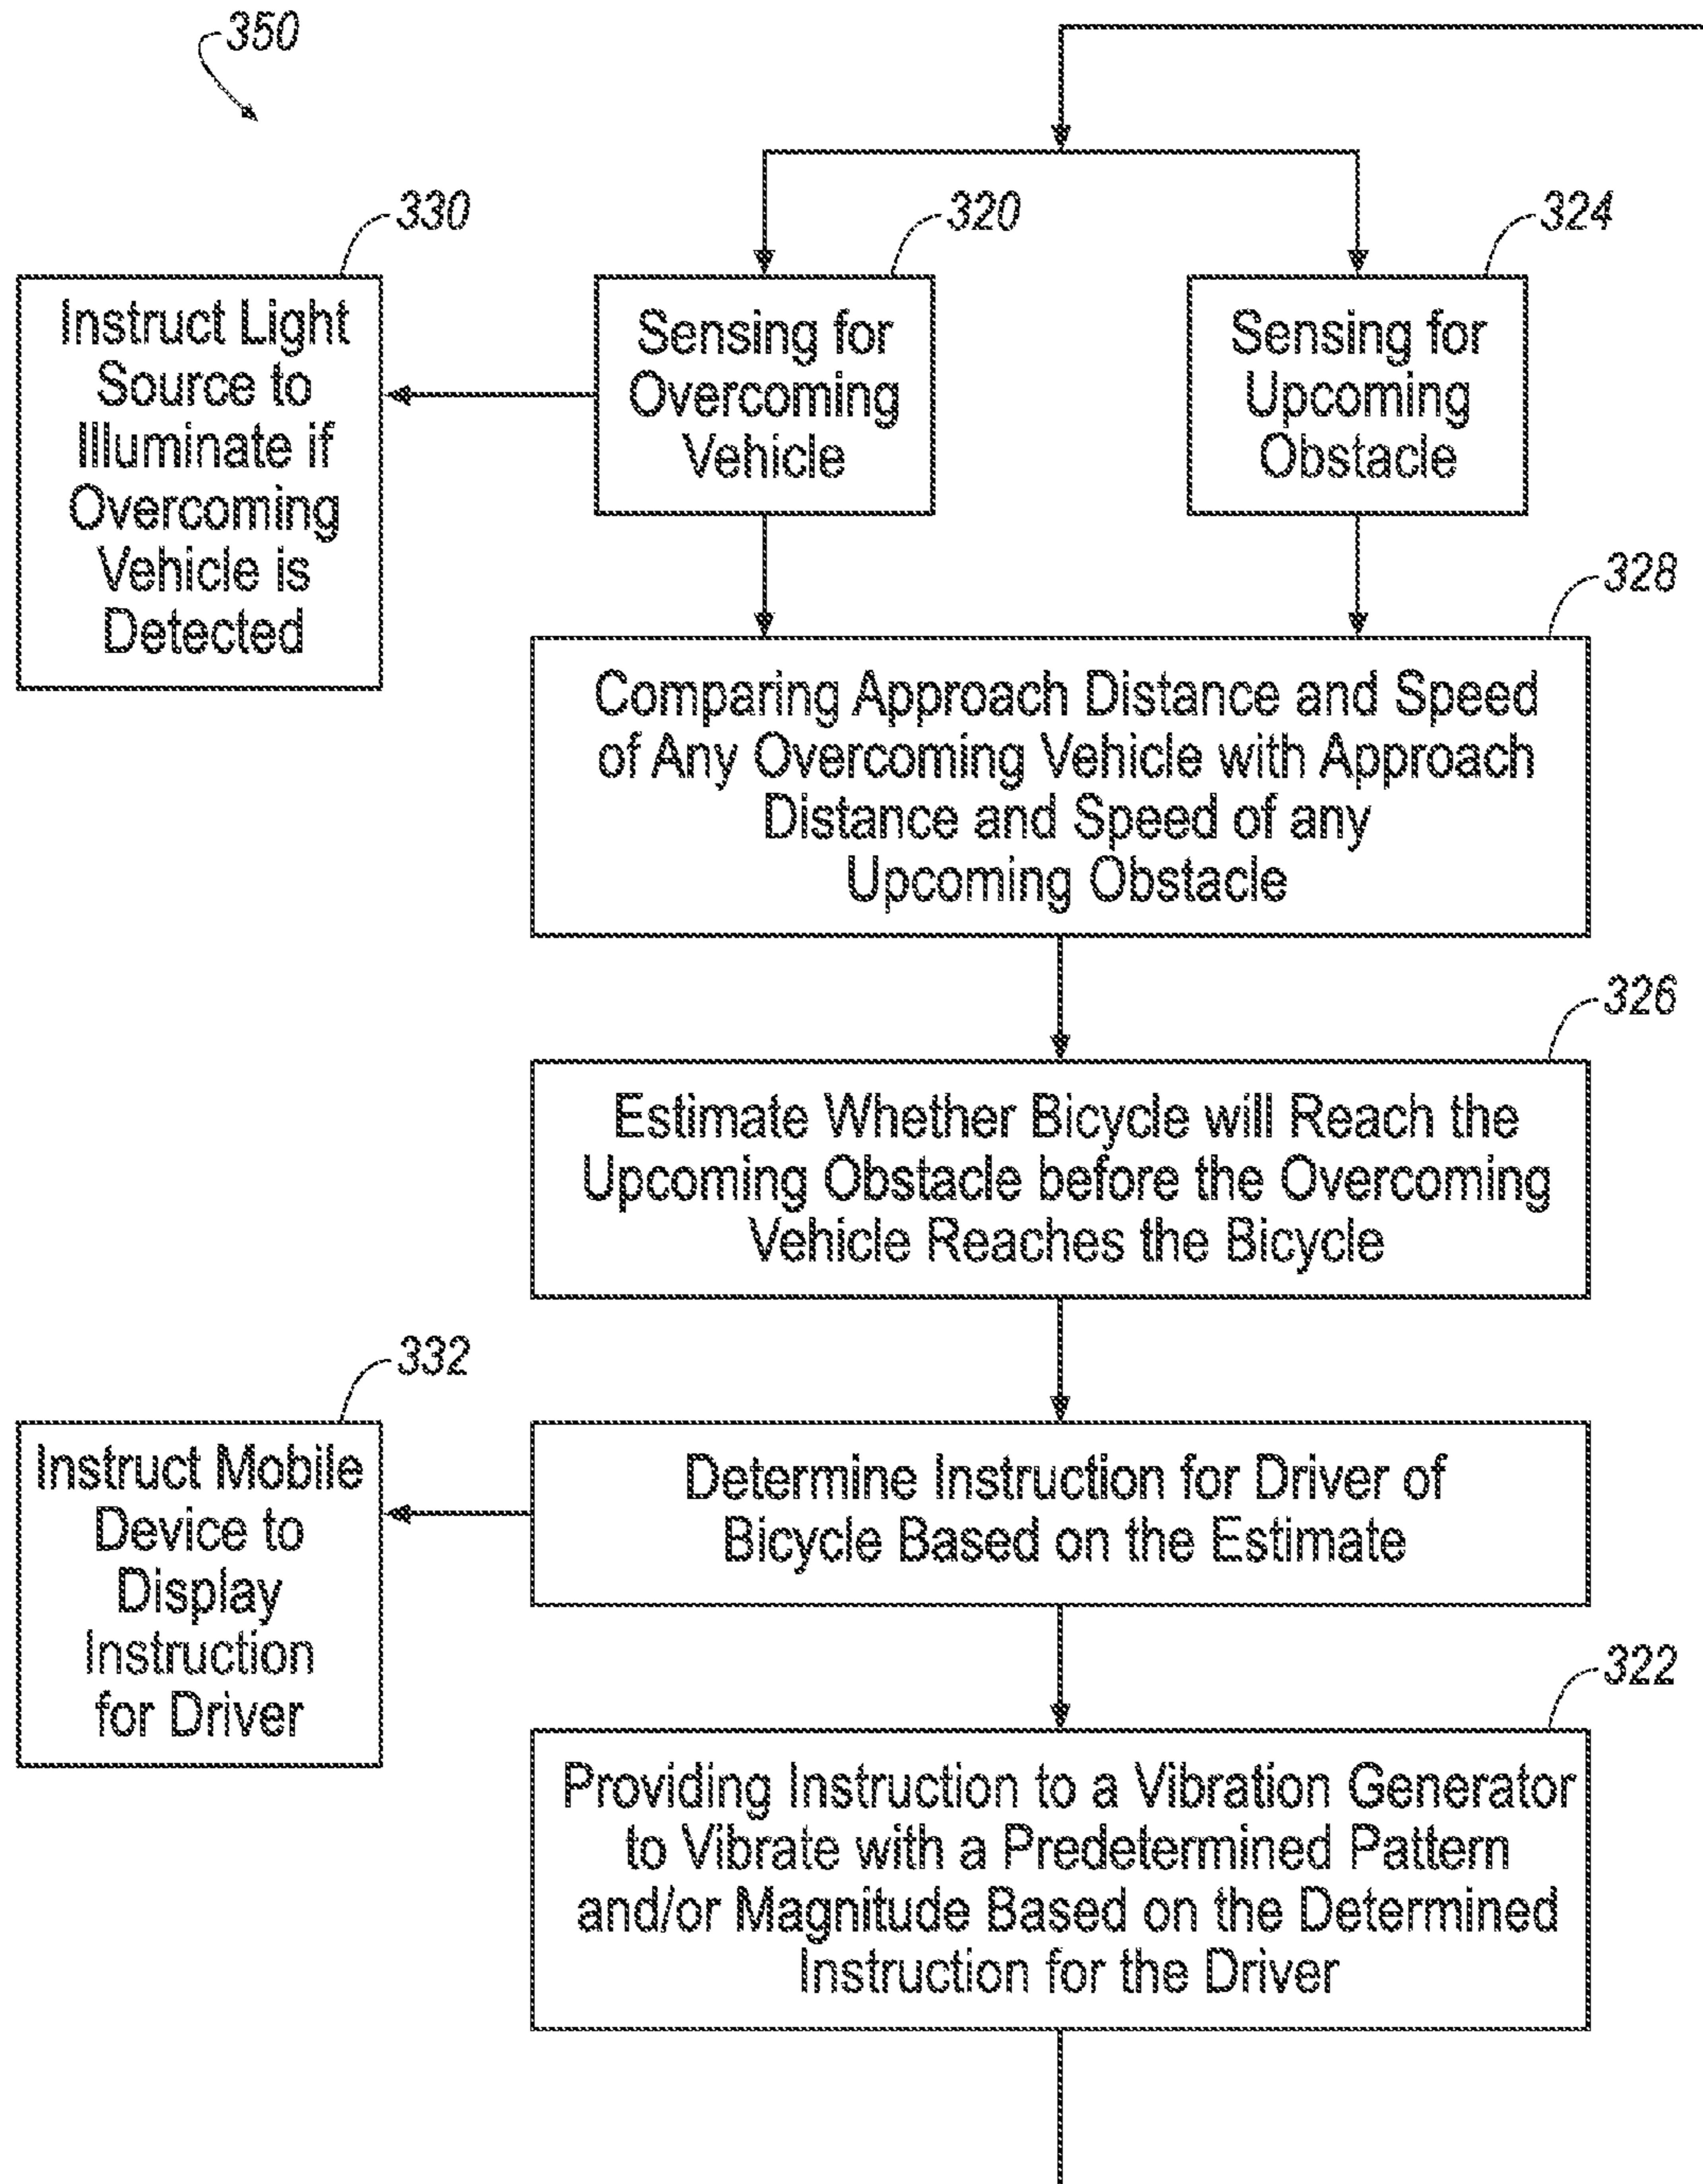 350
330
Instruct Light
Source to
Illuminate if
Overcoming
Vehicle is
Detected
320
Sensing for
Overcoming
Vehicle
324
Sensing for
Upcoming
Obstacle
328
Comparing Approach Distance and Speed
of Any Overcoming Vehicle with Approach
Distance and Speed of any
Upcoming Obstacle
326
Estimate Whether Bicycle will Reach the
Upcoming Obstacle before the Overcoming
Vehicle Reaches the Bicycle
332
Instruct Mobile
Device to
Display
Instruction
for Driver
Determine Instruction for Driver of
Bicycle Based on the Estimate
322
Providing Instruction to a Vibration Generator
to Vibrate with a Predetermined Pattern
and/or Magnitude Based on the Determined
Instruction for the Driver